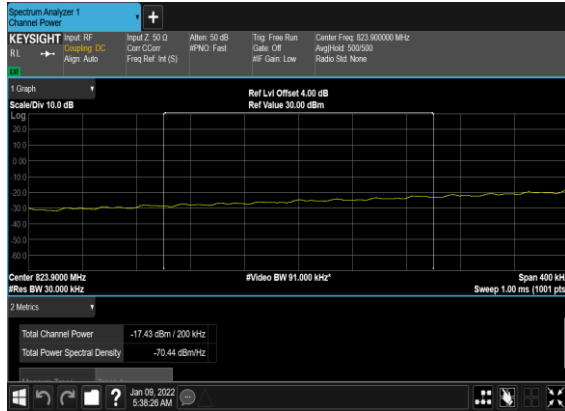 Spectrum Analyzer 1
Channel Power
+
KEYSIGHT Input: RF Input Z: 50 Ω Atten: 50 dB Trig: Free Run Center Freq: 823.900000 MHz
RL Coupling: DC Corr CCorr #PNO: Fast Gate: Off Avg|Hold: 500/500
Align: Auto Freq Ref: Int (S) #IF Gain: Low Radio Std: None
1 Graph
Ref Lvl Offset 4.00 dB
Scale/Div 10.0 dB Ref Value 30.00 dBm
Log
20.0
10.0
0.00
-10.0
-20.0
-30.0
-40.0
-50.0
-60.0
Center 823.9000 MHz #Video BW 91.000 kHz* Span 400 kH
#Res BW 30.000 kHz Sweep 1.00 ms (1001 pts
2 Metrics
Total Channel Power -17.43 dBm / 200 kHz
Total Power Spectral Density -70.44 dBm/Hz
? Jan 09, 2022
5:38:26 AM